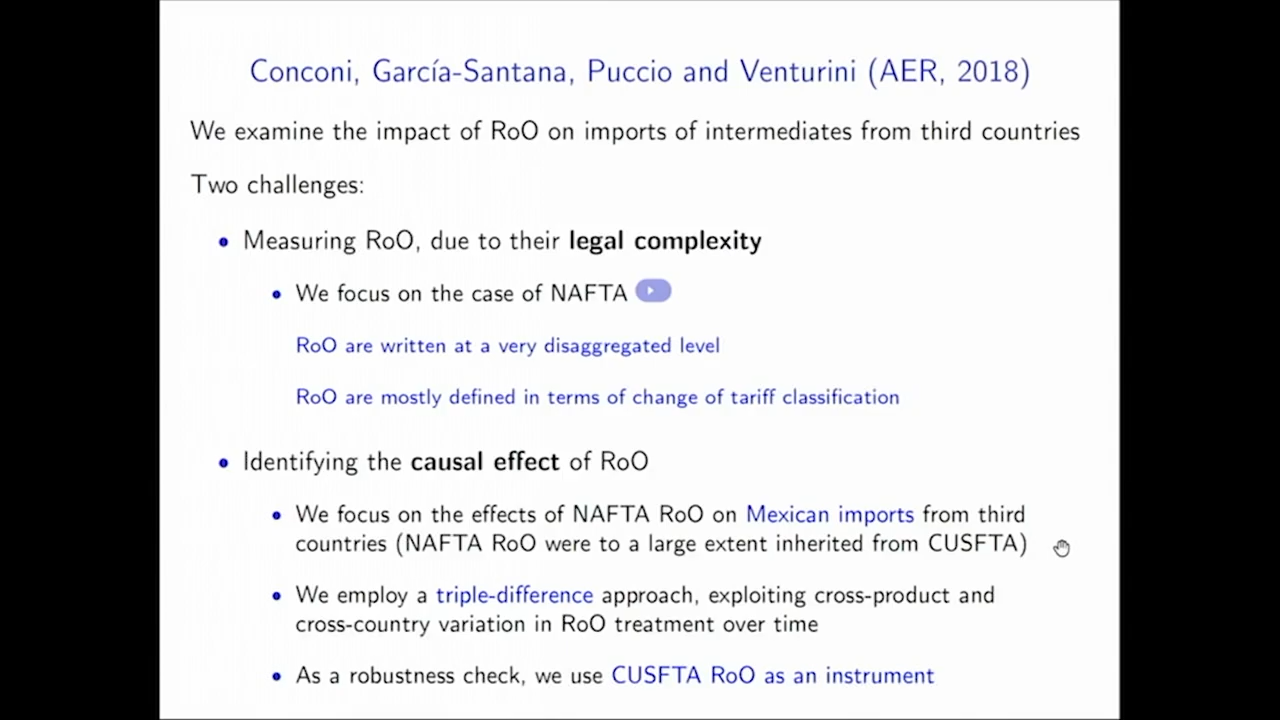 Conconi, García-Santana, Puccio and Venturini (AER, 2018)
We examine the impact of RoO on imports of intermediates from third countries
Two challenges:
Measuring RoO, due to their legal complexity
We focus on the case of NAFTA
RoO are written at a very disaggregated level
RoO are mostly defined in terms of change of tariff classification
Identifying the causal effect of RoO
We focus on the effects of NAFTA RoO on Mexican imports from third
countries (NAFTA RoO were to a large extent inherited from CUSFTA)
We employ a triple-difference approach, exploiting cross-product and
cross-country variation in RoO treatment over time
As a robustness check, we use CUSFTA RoO as an instrument